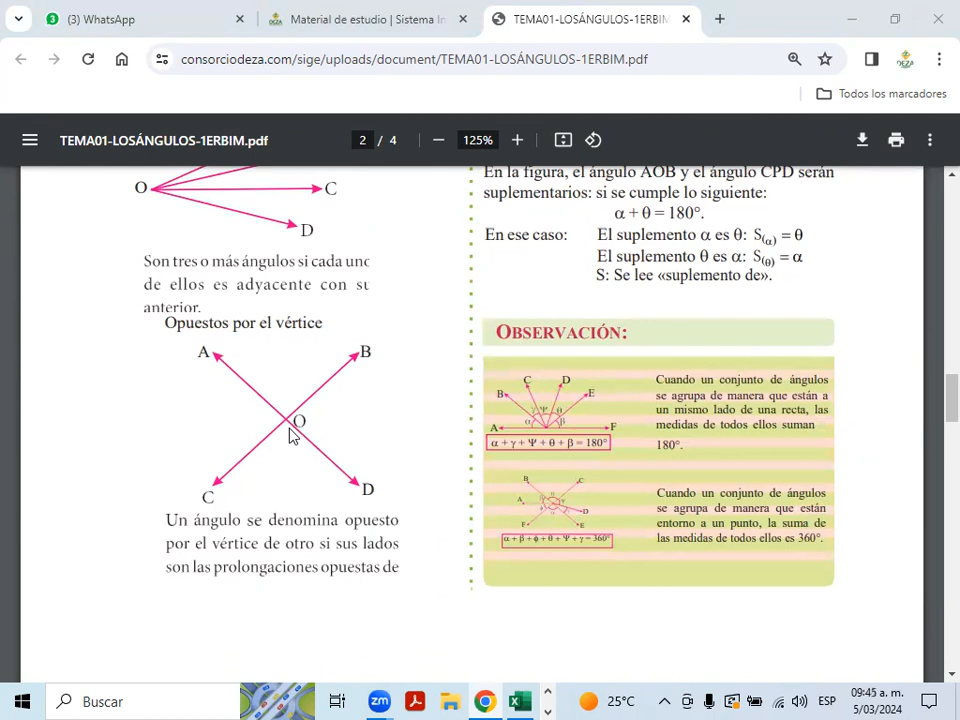 (3) WhatsApp
Material de estudio | Sistema In
TEMA01-LOSÁNGULOS-1ERBIM
consorciodeza.com/sige/uploads/document/TEMA01-LOSÁNGULOS-1ERBIM.pdf
DEZA
Todos los marcadores
TEMA01-LOSÁNGULOS-1ERBIM.pdf
2 / 4
125%
O
C
D
Son tres o más ángulos si cada uno
de ellos es adyacente con su
anterior.
Opuestos por el vértice
A
B
O
C
D
Un ángulo se denomina opuesto
por el vértice de otro si sus lados
son las prolongaciones opuestas de
En la figura, el ángulo AOB y el ángulo CPD serán
suplementarios: si se cumple lo siguiente:
α + θ = 180°.
En ese caso: El suplemento α es θ: S(α) = θ
El suplemento θ es α: S(θ) = α
S: Se lee «suplemento de».
OBSERVACIÓN:
C D
B E
γ Ψ θ
α β
A F
α + γ + Ψ + θ + β = 180°
Cuando un conjunto de ángulos
se agrupa de manera que están a
un mismo lado de una recta, las
medidas de todos ellos suman
180°.
B C
A
D
F E
α + β + ϕ + θ + Ψ + γ = 360°
Cuando un conjunto de ángulos
se agrupa de manera que están
entorno a un punto, la suma de
las medidas de todos ellos es 360°.
Buscar
zm
25°C
ESP
09:45 a. m.
5/03/2024